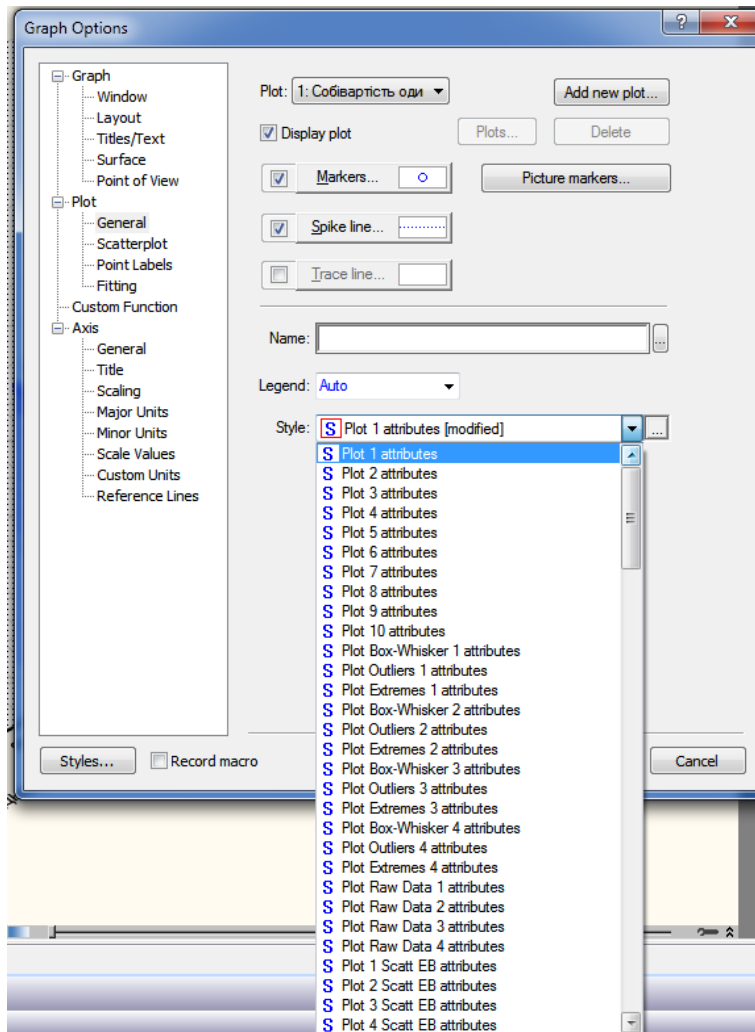 Graph Options
Graph
Window
Layout
Titles/Text
Surface
Point of View
Plot
General
Scatterplot
Point Labels
Fitting
Custom Function
Axis
General
Title
Scaling
Major Units
Minor Units
Scale Values
Custom Units
Reference Lines
Styles...
Record macro
Plot: 1: Собівартість оди
Add new plot...
Display plot
Plots...
Delete
Markers...
Picture markers...
Spike line...
Trace line...
Name:
...
Legend: Auto
Style: S Plot 1 attributes [modified] ...
S Plot 1 attributes
S Plot 2 attributes
S Plot 3 attributes
S Plot 4 attributes
S Plot 5 attributes
S Plot 6 attributes
S Plot 7 attributes
S Plot 8 attributes
S Plot 9 attributes
S Plot 10 attributes
S Plot Box-Whisker 1 attributes
S Plot Outliers 1 attributes
S Plot Extremes 1 attributes
S Plot Box-Whisker 2 attributes
S Plot Outliers 2 attributes
S Plot Extremes 2 attributes
S Plot Box-Whisker 3 attributes
S Plot Outliers 3 attributes
S Plot Extremes 3 attributes
S Plot Box-Whisker 4 attributes
S Plot Outliers 4 attributes
S Plot Extremes 4 attributes
S Plot Raw Data 1 attributes
S Plot Raw Data 2 attributes
S Plot Raw Data 3 attributes
S Plot Raw Data 4 attributes
S Plot 1 Scatt EB attributes
S Plot 2 Scatt EB attributes
S Plot 3 Scatt EB attributes
S Plot 4 Scatt EB attributes
Cancel